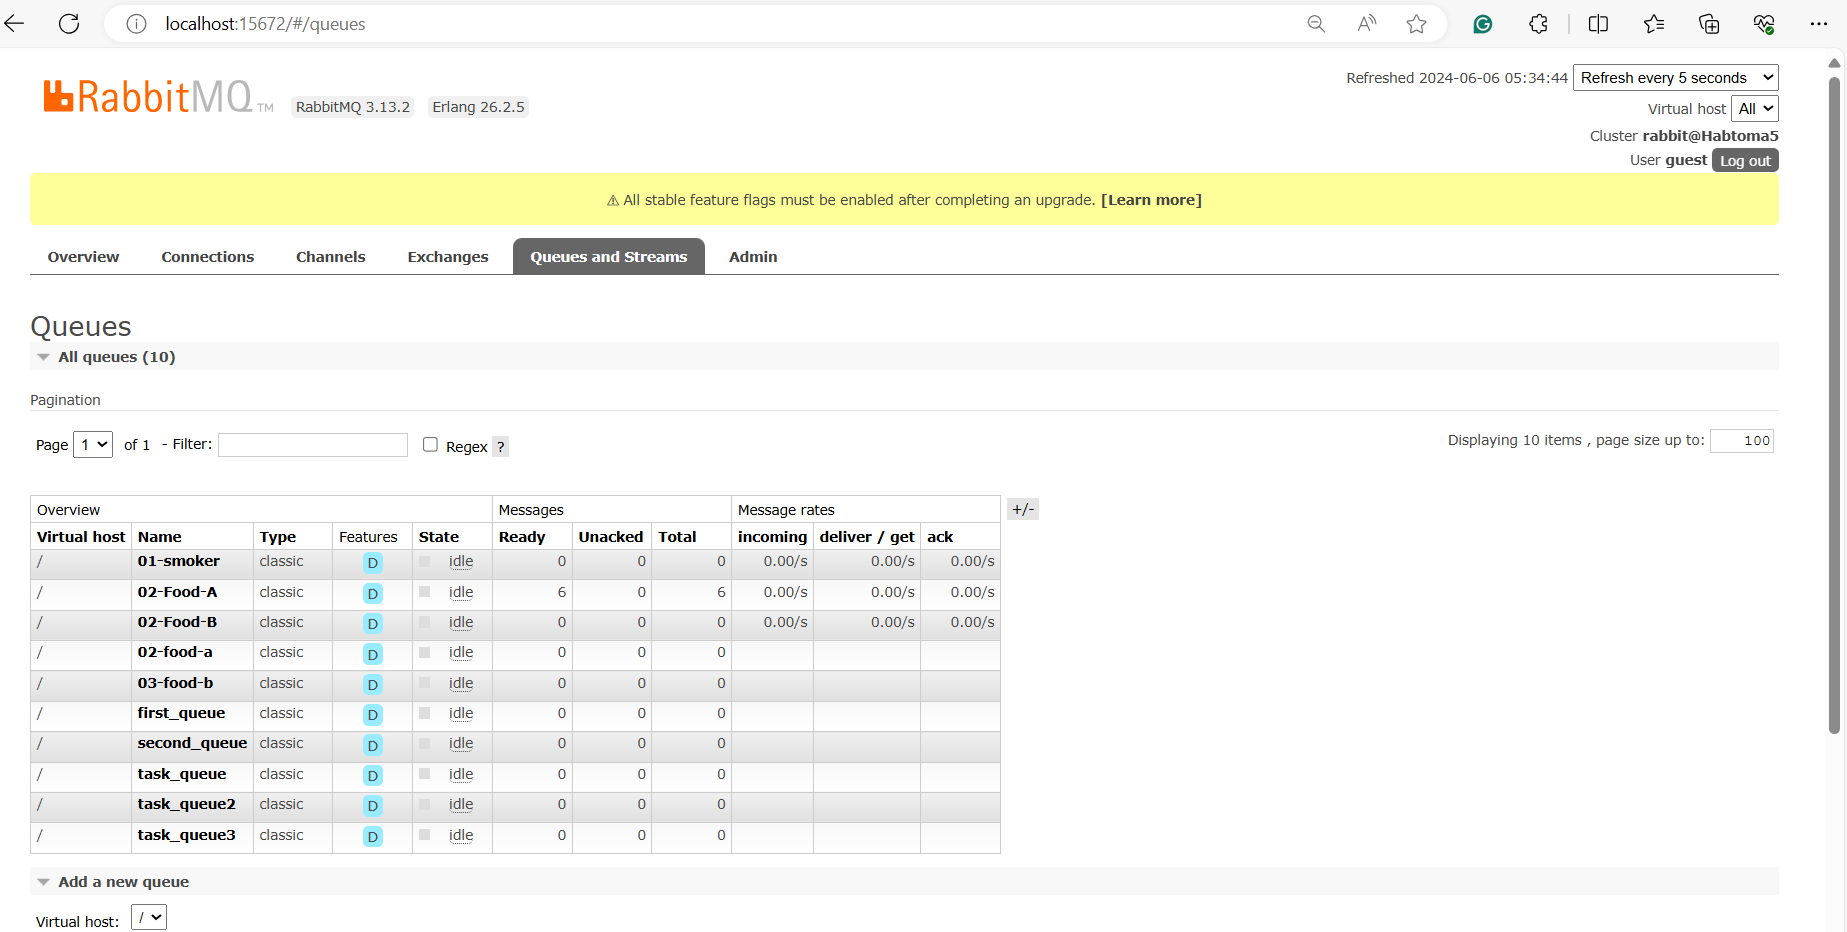 localhost:15672/#/queues
RabbitMQ TM RabbitMQ 3.13.2 Erlang 26.2.5
Refreshed 2024-06-06 05:34:44 Refresh every 5 seconds
Virtual host All
Cluster rabbit@Habtoma5
User guest Log out
⚠ All stable feature flags must be enabled after completing an upgrade. [Learn more]
Overview Connections Channels Exchanges Queues and Streams Admin
Queues
All queues (10)
Pagination
Page 1 of 1 - Filter: Regex ? Displaying 10 items , page size up to: 100
Overview Messages Message rates +/-
Virtual host Name Type Features State Ready Unacked Total incoming deliver / get ack
/ 01-smoker classic D idle 0 0 0 0.00/s 0.00/s 0.00/s
/ 02-Food-A classic D idle 6 0 6 0.00/s 0.00/s 0.00/s
/ 02-Food-B classic D idle 0 0 0 0.00/s 0.00/s 0.00/s
/ 02-food-a classic D idle 0 0 0
/ 03-food-b classic D idle 0 0 0
/ first_queue classic D idle 0 0 0
/ second_queue classic D idle 0 0 0
/ task_queue classic D idle 0 0 0
/ task_queue2 classic D idle 0 0 0
/ task_queue3 classic D idle 0 0 0
Add a new queue
Virtual host: /